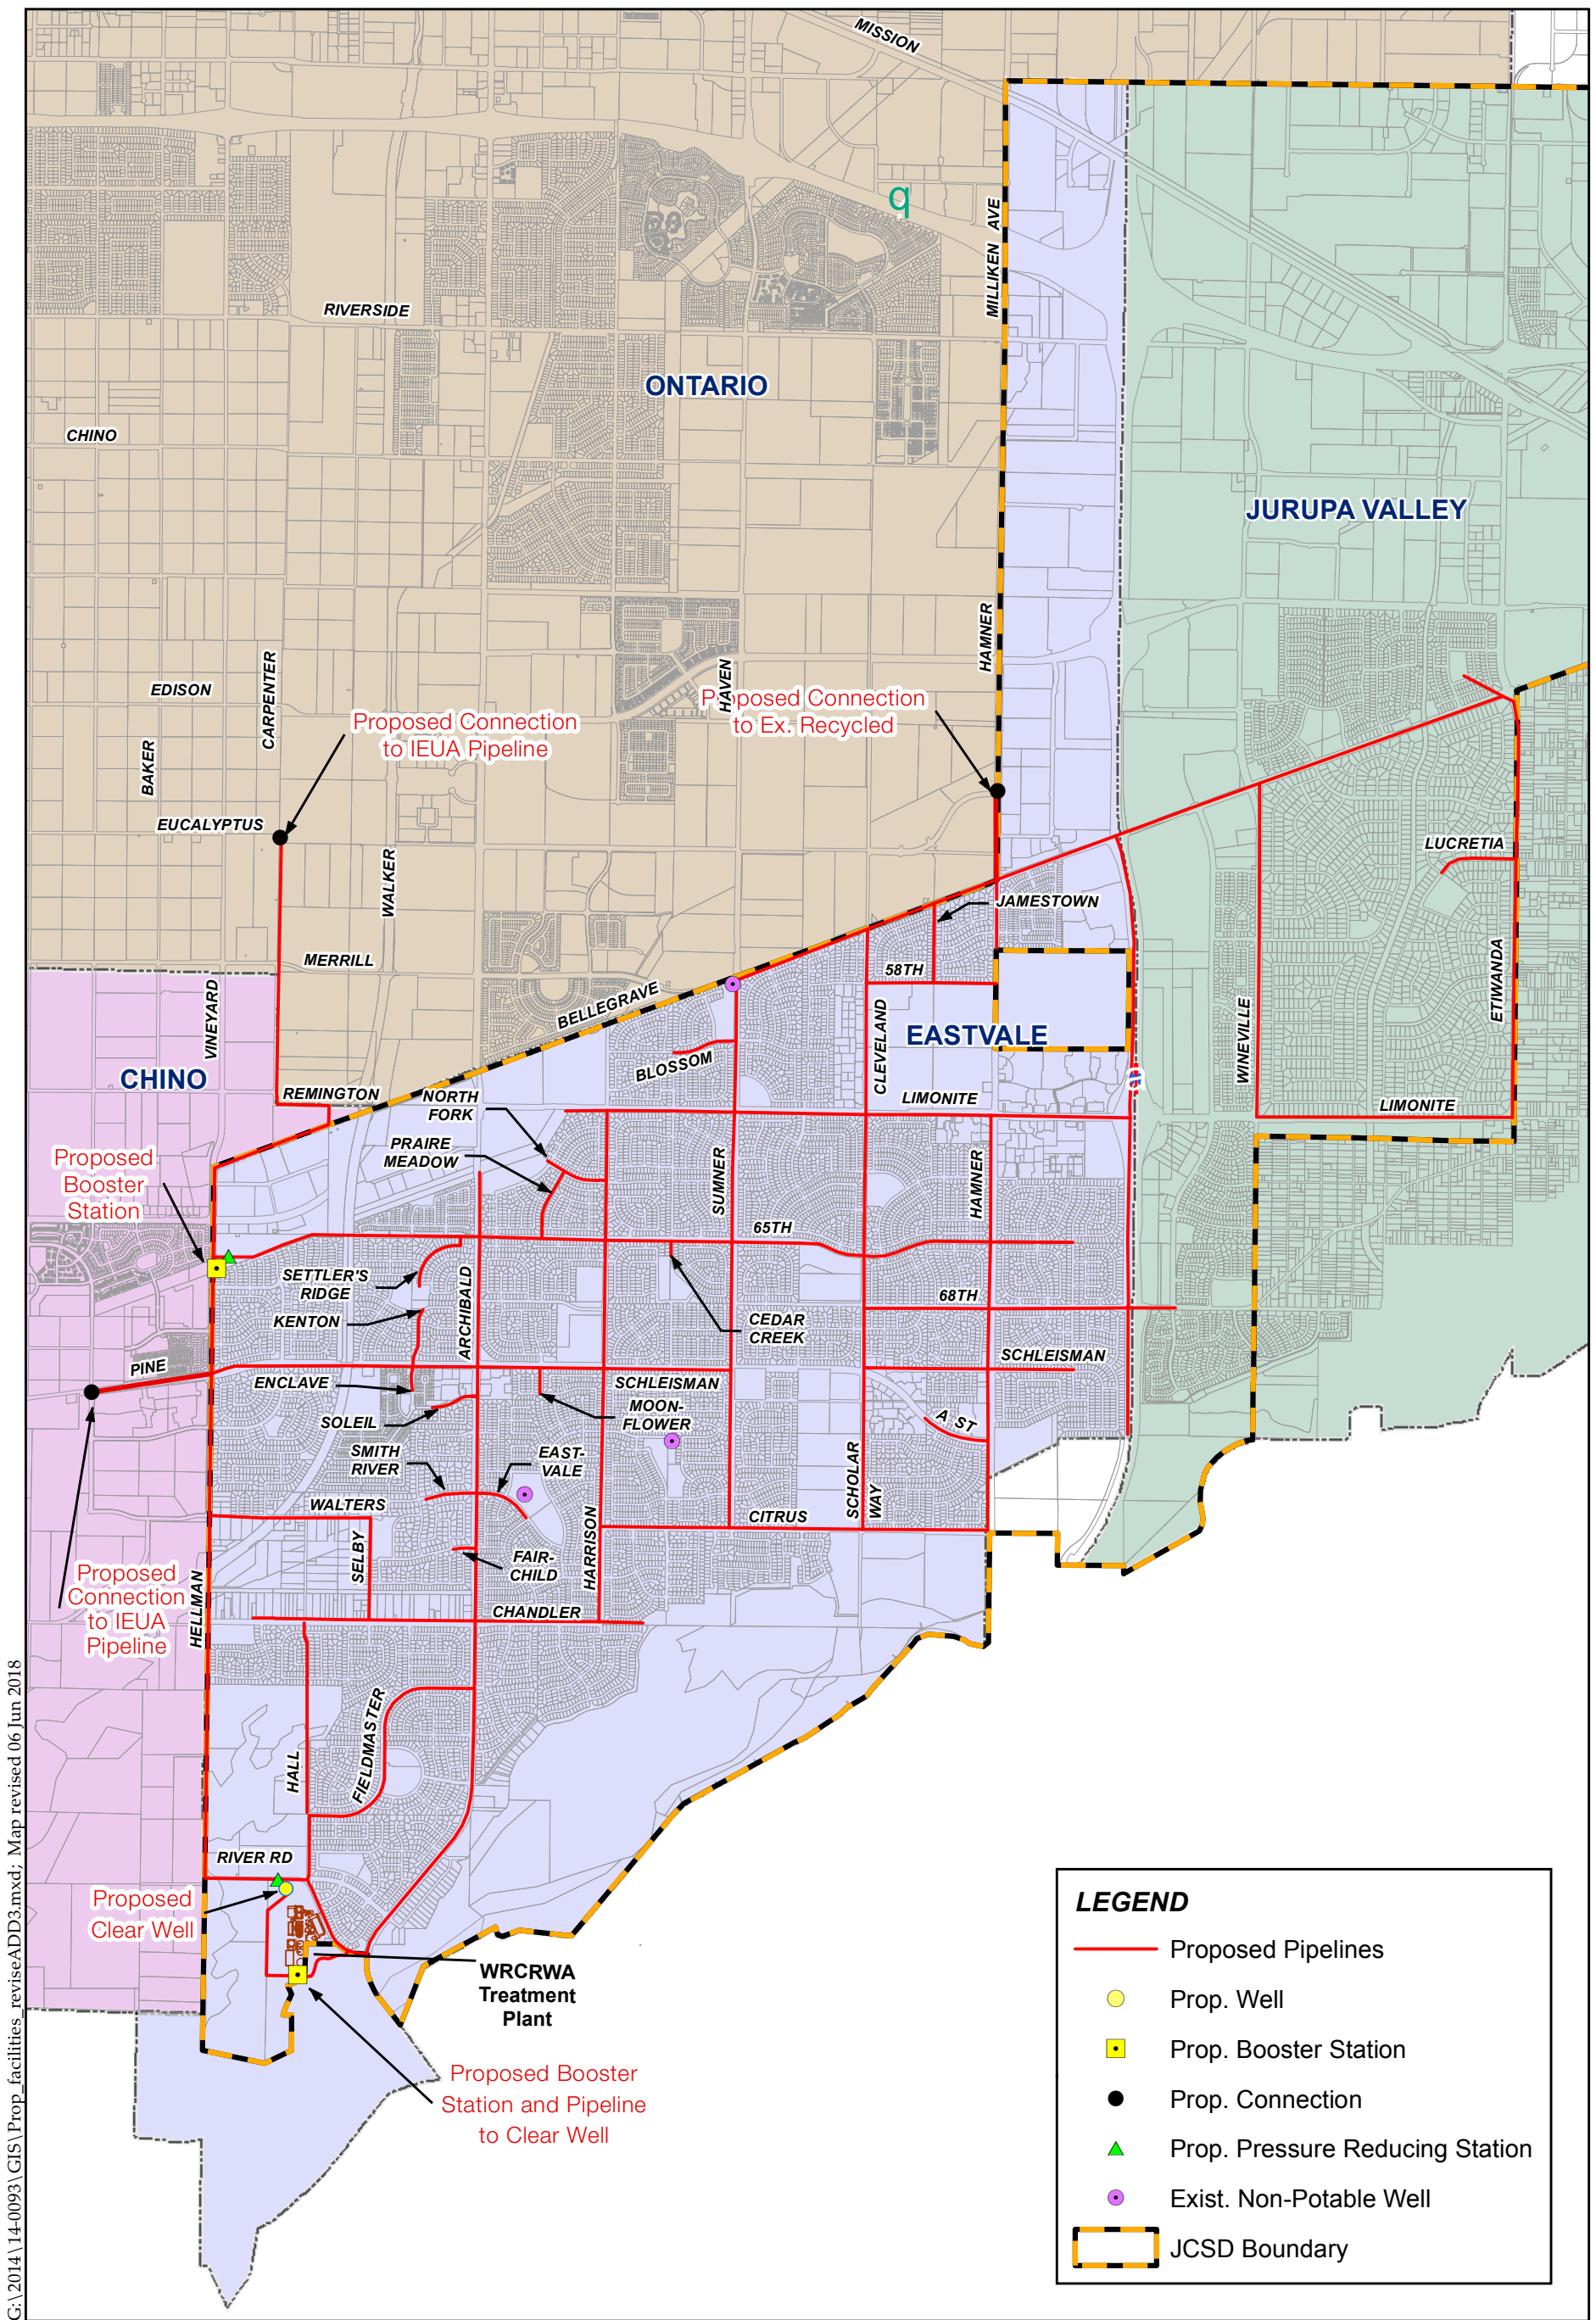 MISSION
q
MILLIKEN AVE
RIVERSIDE
ONTARIO
CHINO
JURUPA VALLEY
HAMNER
CARPENTER
EDISON
HAVEN
Proposed Connection
to IEUA Pipeline
Proposed Connection
to Ex. Recycled
BAKER
EUCALYPTUS
WALKER
LUCRETIA
JAMESTOWN
MERRILL
58TH
VINEYARD
BELLEGRAVE
ETIWANDA
WINEVILLE
CLEVELAND
EASTVALE
CHINO
BLOSSOM
REMINGTON
NORTH
FORK
LIMONITE
LIMONITE
PRAIRE
MEADOW
Proposed
Booster
Station
SUMNER
HAMNER
65TH
SETTLER'S
RIDGE
KENTON
ARCHIBALD
68TH
CEDAR
CREEK
PINE
ENCLAVE
SCHLEISMAN
SCHLEISMAN
SOLEIL
MOON-
FLOWER
A ST
SMITH
RIVER
EAST-
VALE
SCHOLAR
WAY
WALTERS
CITRUS
SELBY
HARRISON
FAIR-
CHILD
Proposed
Connection
to IEUA
Pipeline
HELLMAN
CHANDLER
FIELDMASTER
HALL
RIVER RD
Proposed
Clear Well
WRCRWA
Treatment
Plant
Proposed Booster
Station and Pipeline
to Clear Well
LEGEND
Proposed Pipelines
Prop. Well
Prop. Booster Station
Prop. Connection
Prop. Pressure Reducing Station
Exist. Non-Potable Well
JCSD Boundary
G:\2014\14-0093\GIS\Prop_facilities_reviseADD3.mxd; Map revised 06 Jun 2018